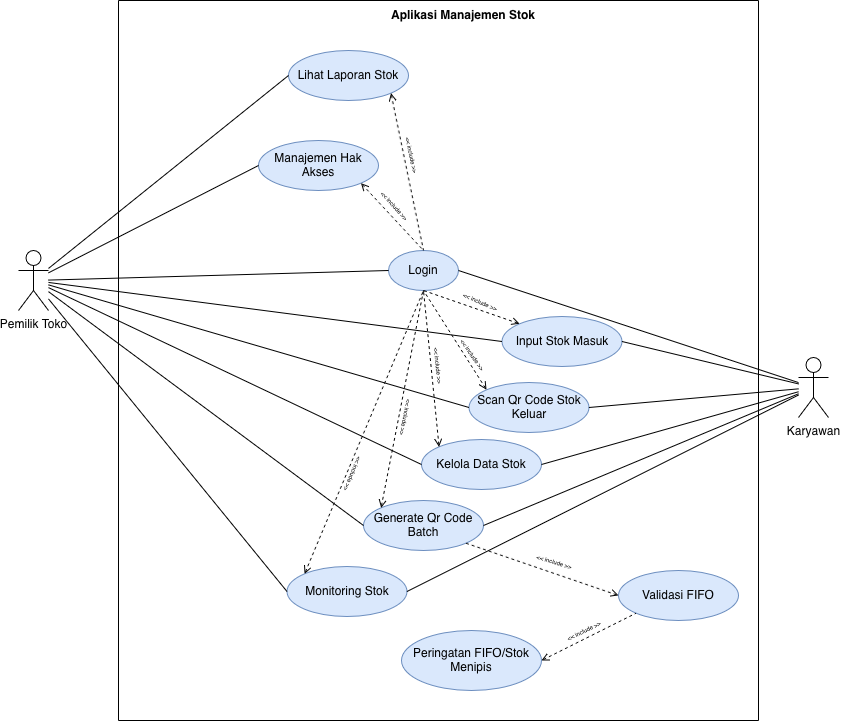 Aplikasi Manajemen Stok
Lihat Laporan Stok
<< include >>
Manajemen Hak
Akses
<< include >>
Login
Pemilik Toko
<< include >>
Input Stok Masuk
<< include >>
<< include >>
Scan Qr Code Stok
Keluar
<< include >>
Karyawan
Kelola Data Stok
<< include >>
Generate Qr Code
Batch
<< include >>
Monitoring Stok
Validasi FIFO
<< include >>
Peringatan FIFO/Stok
Menipis